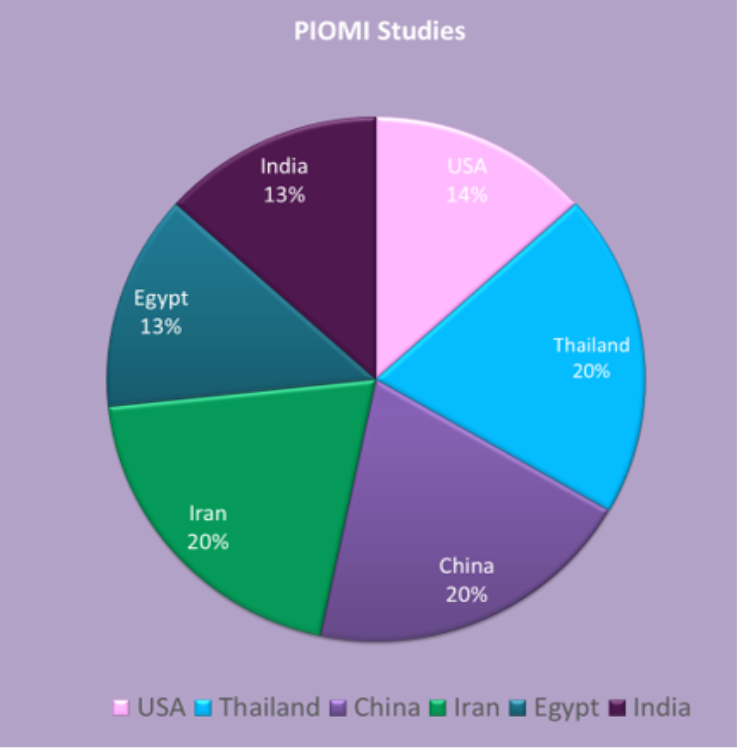 PIOMI Studies
India
13%
USA
14%
Egypt
13%
Thailand
20%
Iran
20%
China
20%
USA Thailand China Iran Egypt India